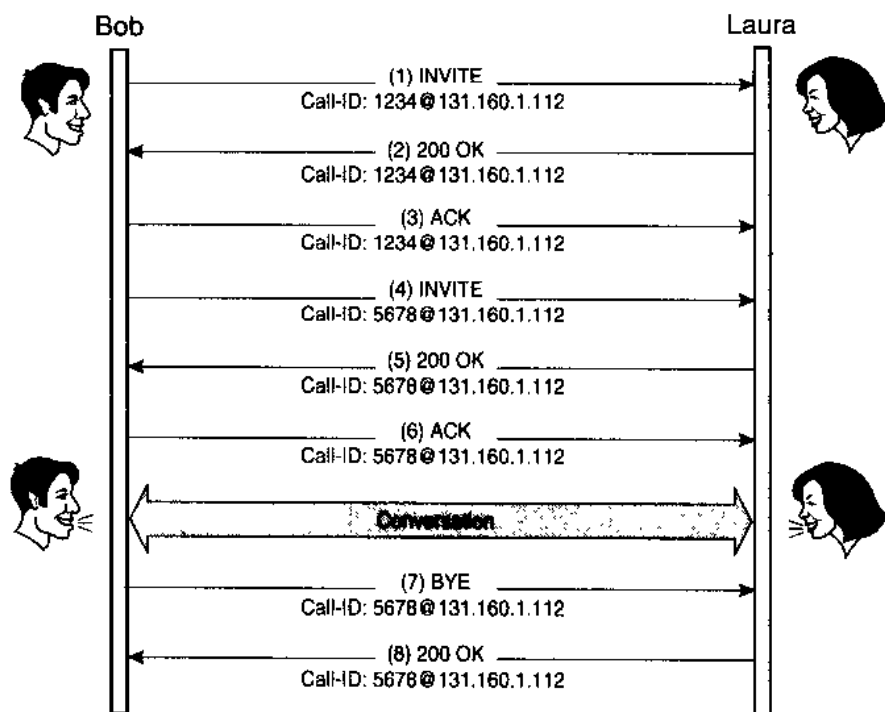 Bob
Laura
(1) INVITE
Call-ID: 1234@131.160.1.112
(2) 200 OK
Call-ID: 1234@131.160.1.112
(3) ACK
Call-ID: 1234@131.160.1.112
(4) INVITE
Call-ID: 5678@131.160.1.112
(5) 200 OK
Call-ID: 5678@131.160.1.112
(6) ACK
Call-ID: 5678@131.160.1.112
Conversation
(7) BYE
Call-ID: 5678@131.160.1.112
(8) 200 OK
Call-ID: 5678@131.160.1.112